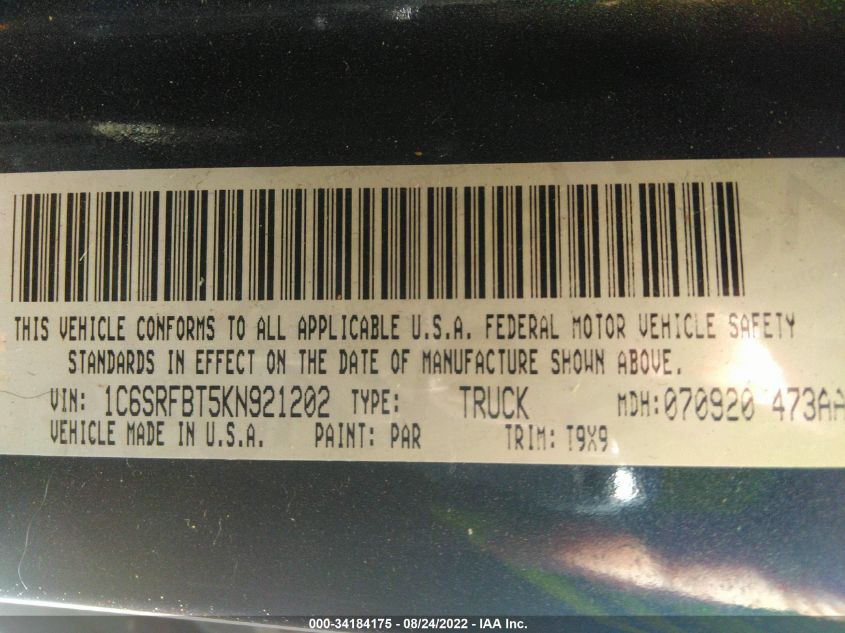 THIS VEHICLE CONFORMS TO ALL APPLICABLE U.S.A. FEDERAL MOTOR VEHICLE SAFETY
STANDARDS IN EFFECT ON THE DATE OF MANUFACTURE SHOWN ABOVE.
VIN: 1C6SRFBT5KN921202 TYPE: TRUCK MDH:070920 473AA
VEHICLE MADE IN U.S.A. PAINT: PAR TRIM: T9X9
000-34184175 - 08/24/2022 - IAA Inc.